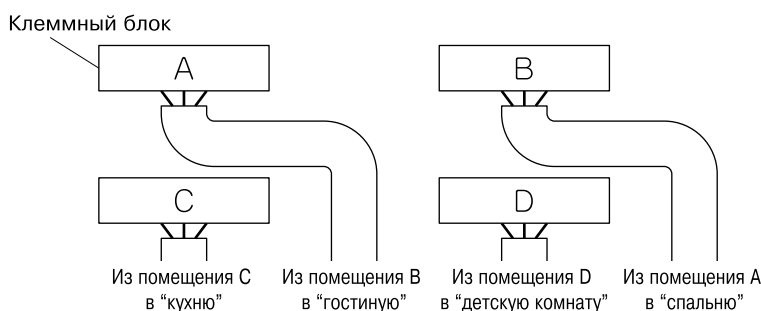 Клеммный блок
A
B
C
D
Из помещения C
в “кухню”
Из помещения B
в “гостиную”
Из помещения D
в “детскую комнату”
Из помещения A
в “спальню”